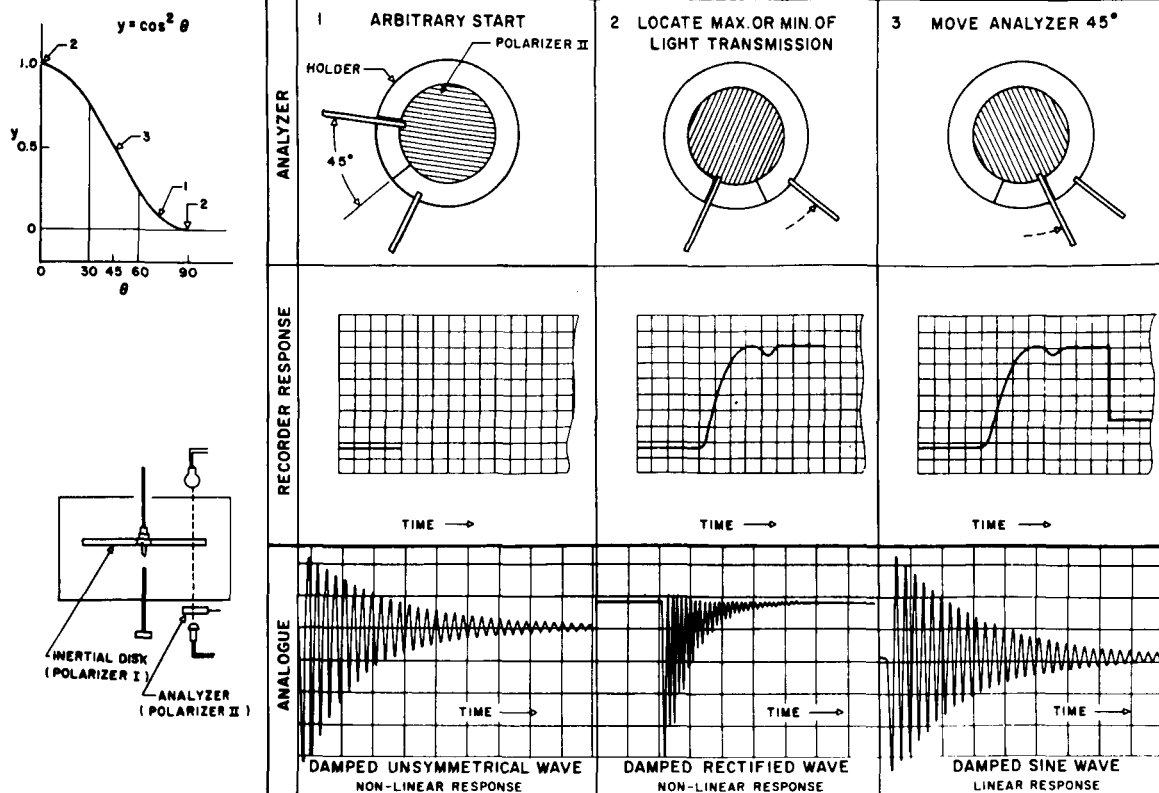 y = cos² θ
2
1.0
y
0.5
3
1
2
0
0 30 45 60 90
θ
INERTIAL DISK
(POLARIZER I)
ANALYZER
(POLARIZER II)
ANALYZER
1 ARBITRARY START
POLARIZER II
HOLDER
45°
2 LOCATE MAX. OR MIN. OF
LIGHT TRANSMISSION
3 MOVE ANALYZER 45°
RECORDER RESPONSE
TIME
TIME
TIME
ANALOGUE
TIME
DAMPED UNSYMMETRICAL WAVE
NON-LINEAR RESPONSE
TIME
DAMPED RECTIFIED WAVE
NON-LINEAR RESPONSE
TIME
DAMPED SINE WAVE
LINEAR RESPONSE